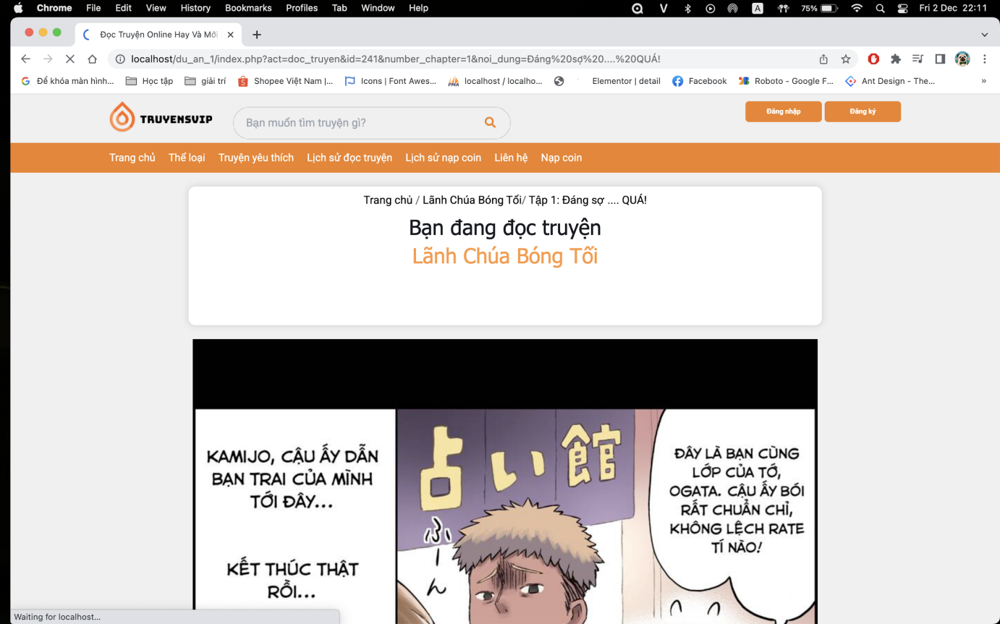 Chrome File Edit View History Bookmarks Profiles Tab Window Help
A 75% Fri 2 Dec 22:11
Đọc Truyện Online Hay Và Mới
localhost/du_an_1/index.php?act=doc_truyen&id=241&number_chapter=1&noi_dung=Đáng%20sợ%20....%20QUÁ!
Để khóa màn hình... Học tập giải trí Shopee Việt Nam |... Icons | Font Awes... localhost / localho... Elementor | detail Facebook Roboto - Google F... Ant Design - The... »
TRUYENSVIP
Bạn muốn tìm truyện gì?
Đăng nhập Đăng ký
Trang chủ Thể loại Truyện yêu thích Lịch sử đọc truyện Lịch sử nạp coin Liên hệ Nạp coin
Trang chủ / Lãnh Chúa Bóng Tối/ Tập 1: Đáng sợ .... QUÁ!
Bạn đang đọc truyện
Lãnh Chúa Bóng Tối
KAMIJO, CẬU ẤY DẪN
BẠN TRAI CỦA MÌNH
TỚI ĐÂY...
KẾT THÚC THẬT
RỒI...
占い館
ふーん
ĐÂY LÀ BẠN CÙNG
LỚP CỦA TỚ,
OGATA. CẬU ẤY BÓI
RẤT CHUẨN CHỈ,
KHÔNG LỆCH RATE
TÍ NÀO!
Waiting for localhost...